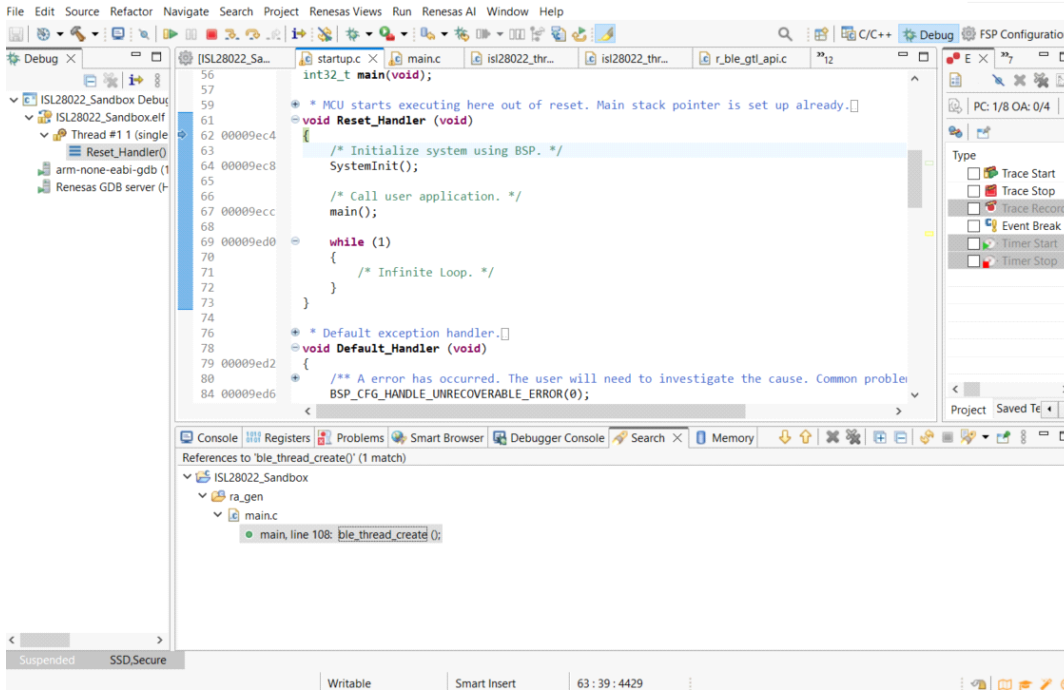 File Edit Source Refactor Navigate Search Project Renesas Views Run Renesas AI Window Help
C/C++ Debug FSP Configuratio
Debug
ISL28022_Sandbox Debug
ISL28022_Sandbox.elf
Thread #1 1 (single
Reset_Handler()
arm-none-eabi-gdb (1
Renesas GDB server (H
[ISL28022_Sa... startup.c main.c isl28022_thr... isl28022_thr... r_ble_gtl_api.c »12
56 int32_t main(void);
57
59 * MCU starts executing here out of reset. Main stack pointer is set up already.
61 void Reset_Handler (void)
62 00009ec4 {
63 /* Initialize system using BSP. */
64 00009ec8 SystemInit();
65
66 /* Call user application. */
67 00009ecc main();
68
69 00009ed0 while (1)
70 {
71 /* Infinite Loop. */
72 }
73 }
74
76 * Default exception handler.
78 void Default_Handler (void)
79 00009ed2 {
80 /** A error has occurred. The user will need to investigate the cause. Common proble
84 00009ed6 BSP_CFG_HANDLE_UNRECOVERABLE_ERROR(0);
E »7
PC: 1/8 OA: 0/4
Type
Trace Start
Trace Stop
Trace Record
Event Break
Timer Start
Timer Stop
Project Saved Te
Console Registers Problems Smart Browser Debugger Console Search Memory
References to 'ble_thread_create()' (1 match)
ISL28022_Sandbox
ra_gen
main.c
main, line 108: ble_thread_create ();
Suspended SSD,Secure
Writable Smart Insert 63 : 39 : 4429